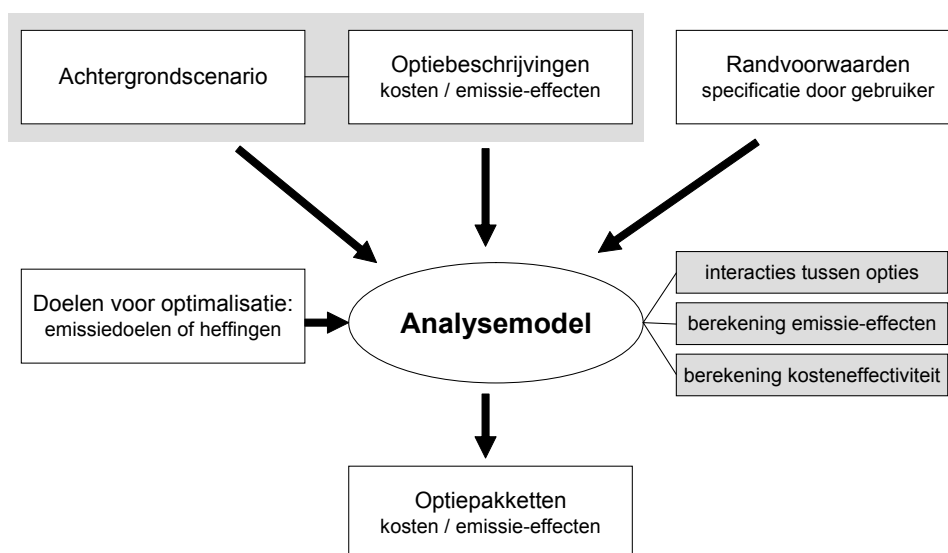 Achtergrondscenario
Optiebeschrijvingen
kosten / emissie-effecten
Randvoorwaarden
specificatie door gebruiker
Doelen voor optimalisatie:
emissiedoelen of heffingen
Analysemodel
interacties tussen opties
berekening emissie-effecten
berekening kosteneffectiviteit
Optiepakketten
kosten / emissie-effecten